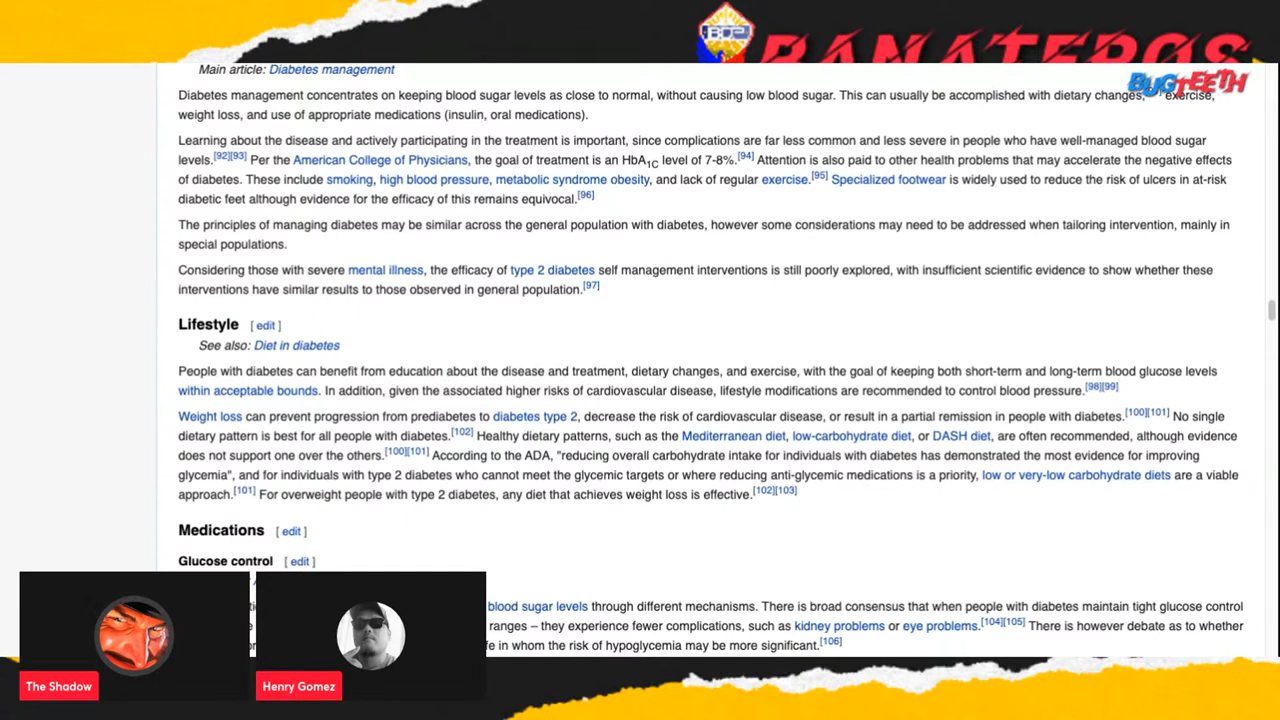 BANATEROS
BUGTEETH
Main article: Diabetes management
Diabetes management concentrates on keeping blood sugar levels as close to normal, without causing low blood sugar. This can usually be accomplished with dietary changes, exercise,
weight loss, and use of appropriate medications (insulin, oral medications).
Learning about the disease and actively participating in the treatment is important, since complications are far less common and less severe in people who have well-managed blood sugar
levels.[92][93] Per the American College of Physicians, the goal of treatment is an HbA1C level of 7-8%.[94] Attention is also paid to other health problems that may accelerate the negative effects
of diabetes. These include smoking, high blood pressure, metabolic syndrome obesity, and lack of regular exercise.[95] Specialized footwear is widely used to reduce the risk of ulcers in at-risk
diabetic feet although evidence for the efficacy of this remains equivocal.[96]
The principles of managing diabetes may be similar across the general population with diabetes, however some considerations may need to be addressed when tailoring intervention, mainly in
special populations.
Considering those with severe mental illness, the efficacy of type 2 diabetes self management interventions is still poorly explored, with insufficient scientific evidence to show whether these
interventions have similar results to those observed in general population.[97]
Lifestyle [ edit ]
See also: Diet in diabetes
People with diabetes can benefit from education about the disease and treatment, dietary changes, and exercise, with the goal of keeping both short-term and long-term blood glucose levels
within acceptable bounds. In addition, given the associated higher risks of cardiovascular disease, lifestyle modifications are recommended to control blood pressure.[98][99]
Weight loss can prevent progression from prediabetes to diabetes type 2, decrease the risk of cardiovascular disease, or result in a partial remission in people with diabetes.[100][101] No single
dietary pattern is best for all people with diabetes.[102] Healthy dietary patterns, such as the Mediterranean diet, low-carbohydrate diet, or DASH diet, are often recommended, although evidence
does not support one over the others.[100][101] According to the ADA, "reducing overall carbohydrate intake for individuals with diabetes has demonstrated the most evidence for improving
glycemia", and for individuals with type 2 diabetes who cannot meet the glycemic targets or where reducing anti-glycemic medications is a priority, low or very-low carbohydrate diets are a viable
approach.[101] For overweight people with type 2 diabetes, any diet that achieves weight loss is effective.[102][103]
Medications [ edit ]
Glucose control [ edit ]
blood sugar levels through different mechanisms. There is broad consensus that when people with diabetes maintain tight glucose control
ranges – they experience fewer complications, such as kidney problems or eye problems.[104][105] There is however debate as to whether
in whom the risk of hypoglycemia may be more significant.[106]
The Shadow
Henry Gomez